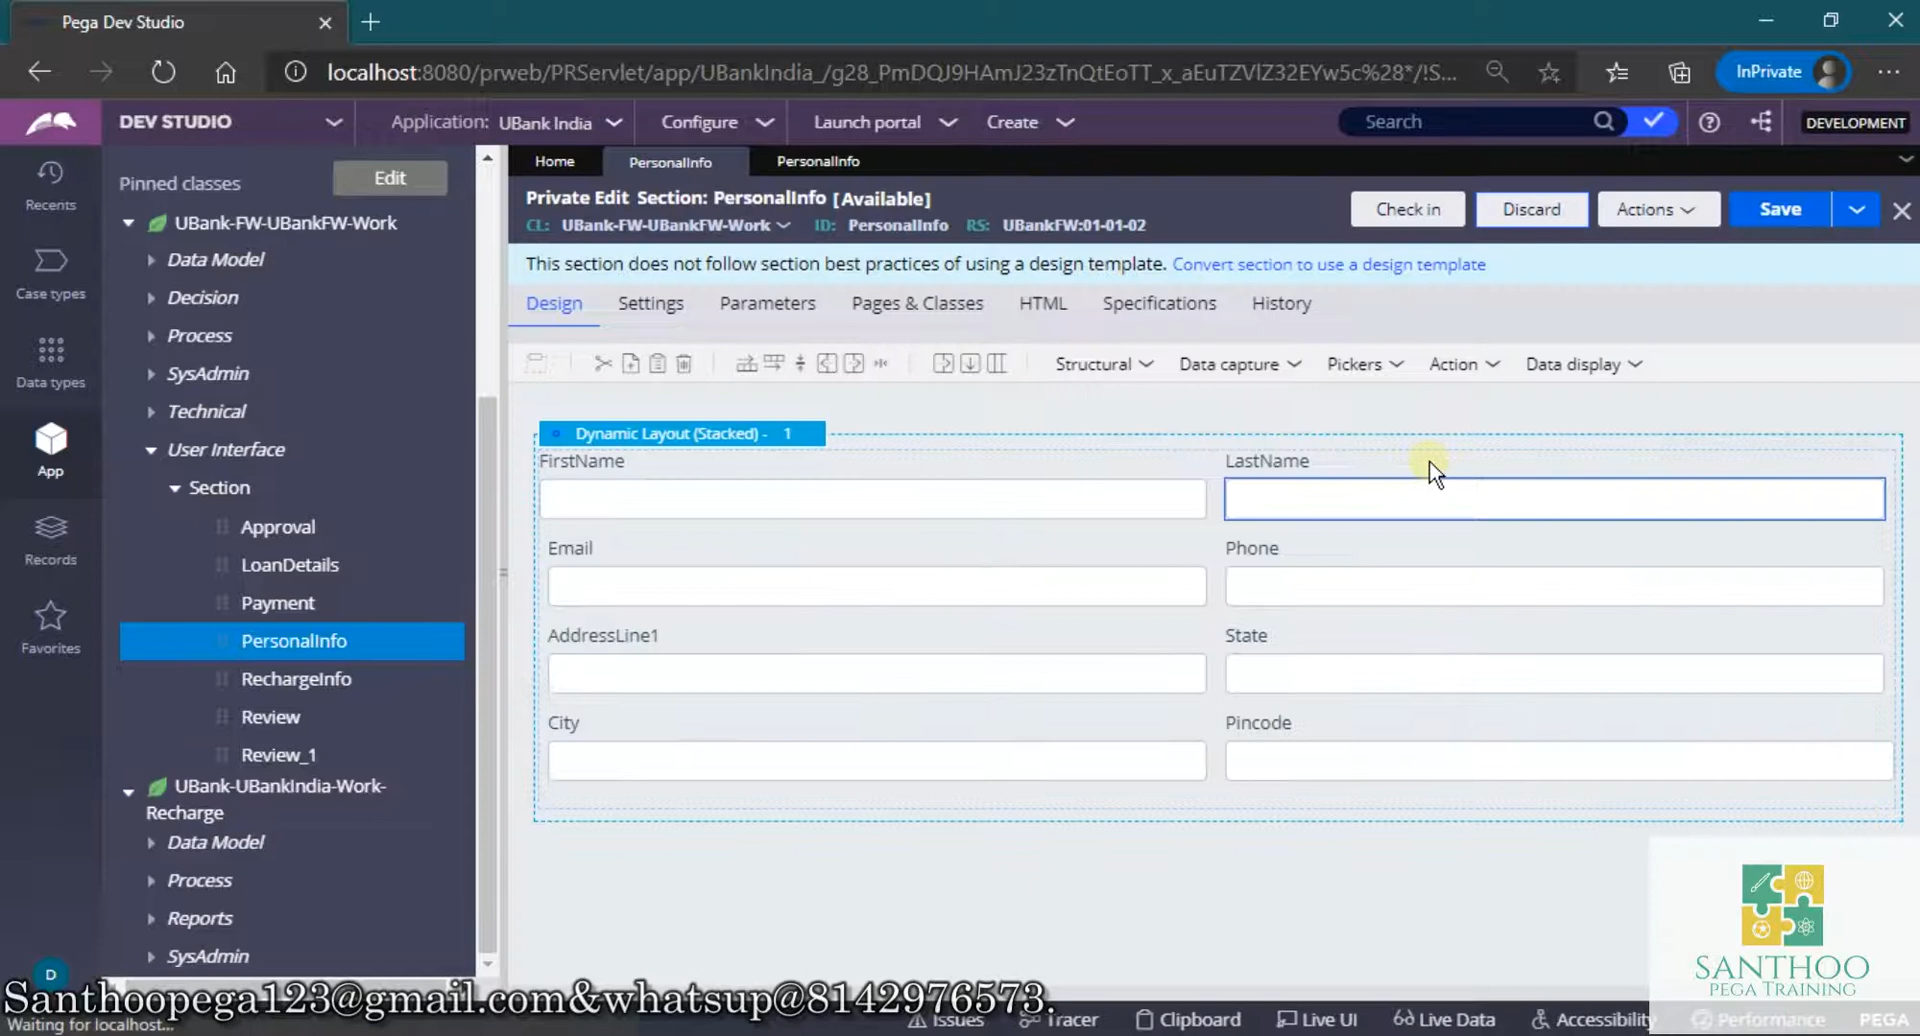 Pega Dev Studio
localhost:8080/prweb/PRServlet/app/UBankIndia_/g28_PmDQJ9HAmJ23zTnQtEoTT_x_aEuTZVlZ32EYw5c%28*/!S...
InPrivate
DEV STUDIO
Application: UBank India
Configure
Launch portal
Create
Search
DEVELOPMENT
Recents
Case types
Data types
App
Records
Favorites
D
Pinned classes
Edit
UBank-FW-UBankFW-Work
Data Model
Decision
Process
SysAdmin
Technical
User Interface
Section
Approval
LoanDetails
Payment
PersonalInfo
RechargeInfo
Review
Review_1
UBank-UBankIndia-Work-
Recharge
Data Model
Process
Reports
SysAdmin
Home
PersonalInfo
PersonalInfo
Private Edit Section: PersonalInfo [Available]
CL: UBank-FW-UBankFW-Work ID: PersonalInfo RS: UBankFW:01-01-02
Check in
Discard
Actions
Save
This section does not follow section best practices of using a design template. Convert section to use a design template
Design
Settings
Parameters
Pages & Classes
HTML
Specifications
History
Structural
Data capture
Pickers
Action
Data display
Dynamic Layout (Stacked) - 1
FirstName
LastName
Email
Phone
AddressLine1
State
City
Pincode
SANTHOO
PEGA TRAINING
Santhoopega123@gmail.com&whatsup@8142976573.
Waiting for localhost...
Issues
Tracer
Clipboard
Live UI
Live Data
Accessibility
Performance
PEGA